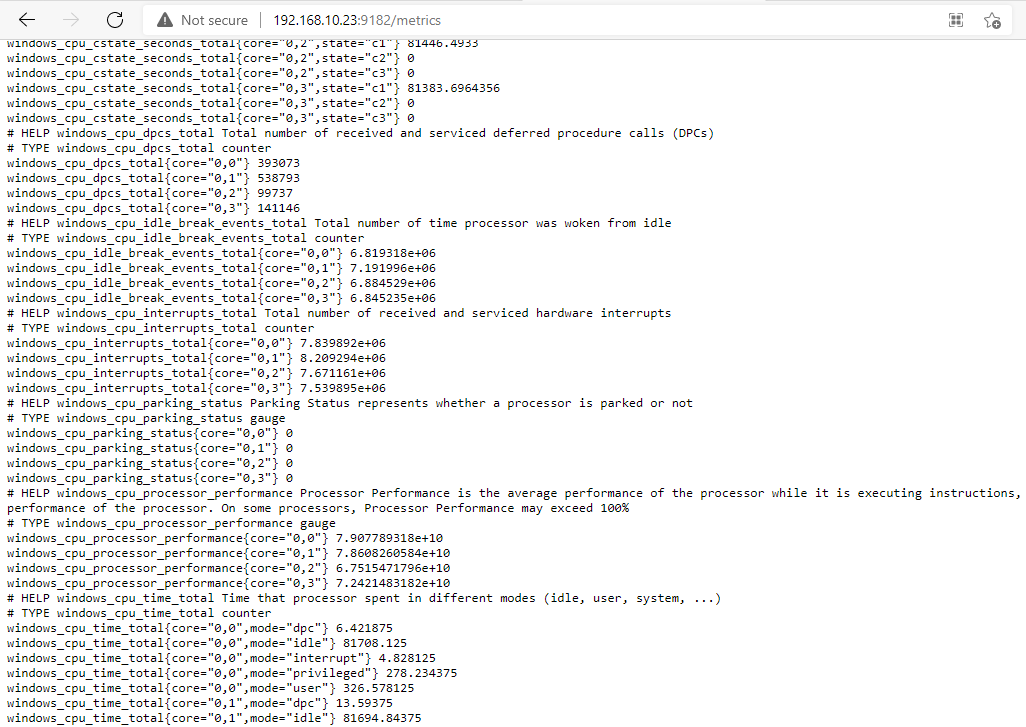 Not secure | 192.168.10.23:9182/metrics
windows_cpu_cstate_seconds_total{core="0,2",state="c1"} 81446.4933
windows_cpu_cstate_seconds_total{core="0,2",state="c2"} 0
windows_cpu_cstate_seconds_total{core="0,2",state="c3"} 0
windows_cpu_cstate_seconds_total{core="0,3",state="c1"} 81383.6964356
windows_cpu_cstate_seconds_total{core="0,3",state="c2"} 0
windows_cpu_cstate_seconds_total{core="0,3",state="c3"} 0
# HELP windows_cpu_dpcs_total Total number of received and serviced deferred procedure calls (DPCs)
# TYPE windows_cpu_dpcs_total counter
windows_cpu_dpcs_total{core="0,0"} 393073
windows_cpu_dpcs_total{core="0,1"} 538793
windows_cpu_dpcs_total{core="0,2"} 99737
windows_cpu_dpcs_total{core="0,3"} 141146
# HELP windows_cpu_idle_break_events_total Total number of time processor was woken from idle
# TYPE windows_cpu_idle_break_events_total counter
windows_cpu_idle_break_events_total{core="0,0"} 6.819318e+06
windows_cpu_idle_break_events_total{core="0,1"} 7.191996e+06
windows_cpu_idle_break_events_total{core="0,2"} 6.884529e+06
windows_cpu_idle_break_events_total{core="0,3"} 6.845235e+06
# HELP windows_cpu_interrupts_total Total number of received and serviced hardware interrupts
# TYPE windows_cpu_interrupts_total counter
windows_cpu_interrupts_total{core="0,0"} 7.839892e+06
windows_cpu_interrupts_total{core="0,1"} 8.209294e+06
windows_cpu_interrupts_total{core="0,2"} 7.671161e+06
windows_cpu_interrupts_total{core="0,3"} 7.539895e+06
# HELP windows_cpu_parking_status Parking Status represents whether a processor is parked or not
# TYPE windows_cpu_parking_status gauge
windows_cpu_parking_status{core="0,0"} 0
windows_cpu_parking_status{core="0,1"} 0
windows_cpu_parking_status{core="0,2"} 0
windows_cpu_parking_status{core="0,3"} 0
# HELP windows_cpu_processor_performance Processor Performance is the average performance of the processor while it is executing instructions,
performance of the processor. On some processors, Processor Performance may exceed 100%
# TYPE windows_cpu_processor_performance gauge
windows_cpu_processor_performance{core="0,0"} 7.907789318e+10
windows_cpu_processor_performance{core="0,1"} 7.8608260584e+10
windows_cpu_processor_performance{core="0,2"} 6.7515471796e+10
windows_cpu_processor_performance{core="0,3"} 7.2421483182e+10
# HELP windows_cpu_time_total Time that processor spent in different modes (idle, user, system, ...)
# TYPE windows_cpu_time_total counter
windows_cpu_time_total{core="0,0",mode="dpc"} 6.421875
windows_cpu_time_total{core="0,0",mode="idle"} 81708.125
windows_cpu_time_total{core="0,0",mode="interrupt"} 4.828125
windows_cpu_time_total{core="0,0",mode="privileged"} 278.234375
windows_cpu_time_total{core="0,0",mode="user"} 326.578125
windows_cpu_time_total{core="0,1",mode="dpc"} 13.59375
windows_cpu_time_total{core="0,1",mode="idle"} 81694.84375